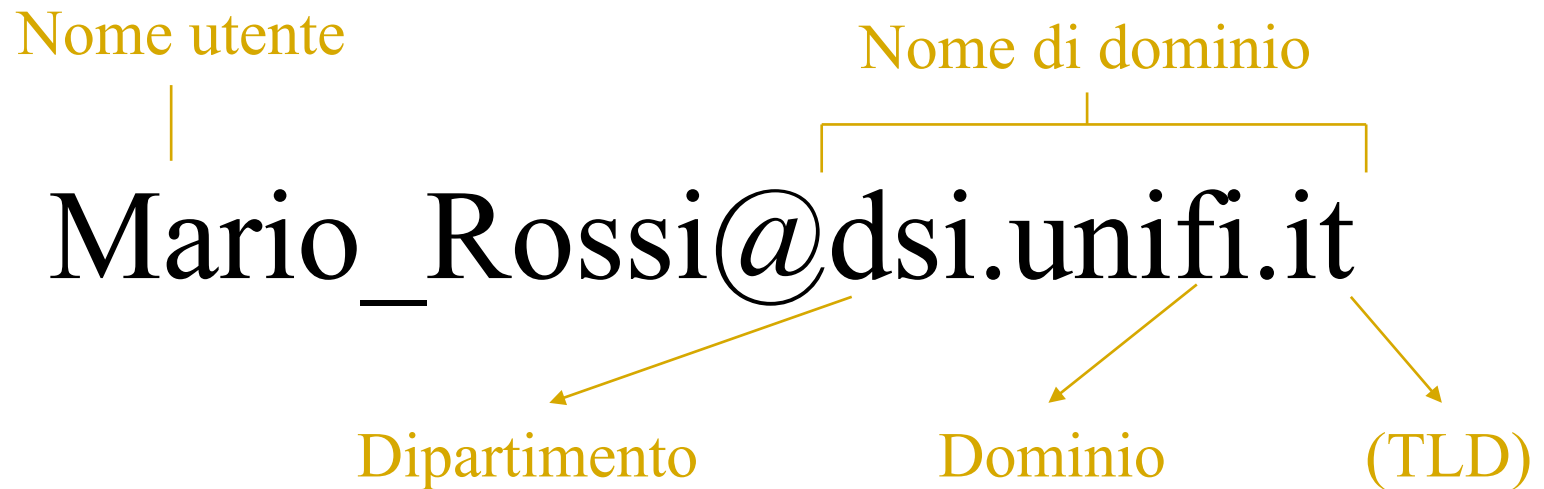 Nome utente
Nome di dominio
Mario_Rossi@dsi.unifi.it
Dipartimento
Dominio
(TLD)